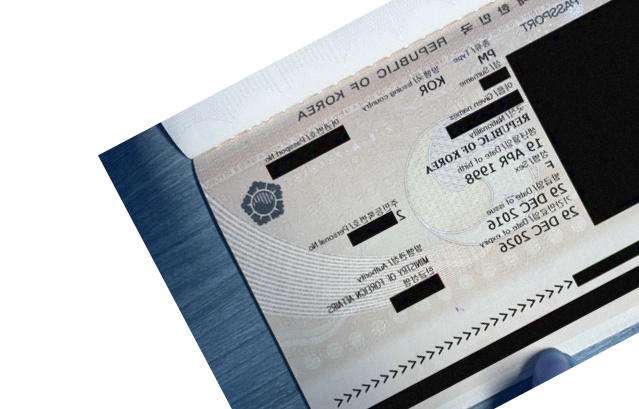 대한민국 REPUBLIC OF KOREA
PASSPORT
종류/Type
PM
발행국/Issuing country
KOR
여권번호/Passport No.
성/Surname
이름/Given names
국적/Nationality
REPUBLIC OF KOREA
생년월일/Date of birth
19 APR 1998
성별/Sex
F
주민등록번호/Personal No.
2
발급일/Date of issue
29 DEC 2016
기간만료일/Date of expiry
29 DEC 2026
발행관청/Authority
MINISTRY OF FOREIGN AFFAIRS
한글성명